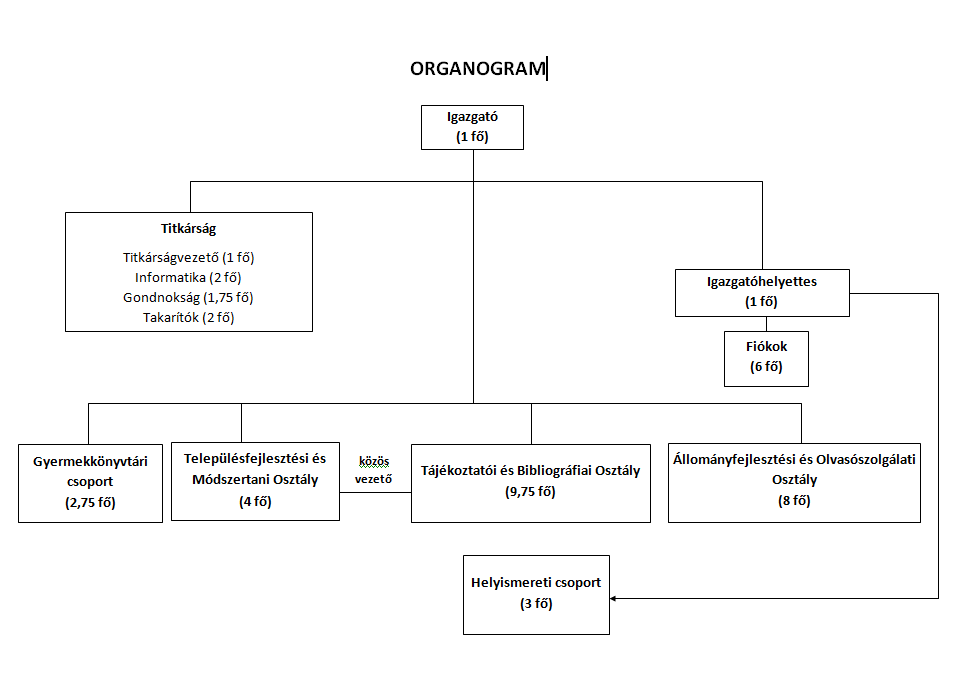 ORGANOGRAM
Igazgató
(1 fő)
Titkárság
Titkárságvezető (1 fő)
Informatika (2 fő)
Gondnokság (1,75 fő)
Takarítók (2 fő)
Igazgatóhelyettes
(1 fő)
Fiókok
(6 fő)
Gyermekkönyvtári
csoport
(2,75 fő)
Településfejlesztési és
Módszertani Osztály
(4 fő)
közös
vezető
Tájékoztatói és Bibliográfiai Osztály
(9,75 fő)
Állományfejlesztési és Olvasószolgálati
Osztály
(8 fő)
Helyismereti csoport
(3 fő)